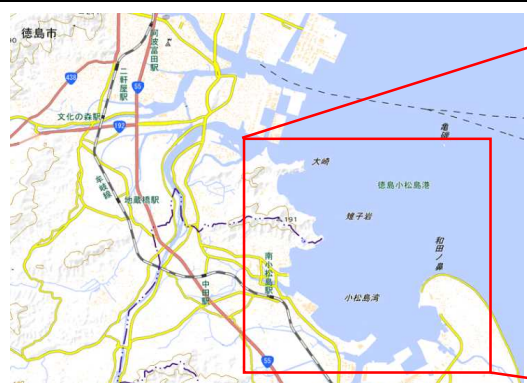 徳島市
阿波富田駅
二軒屋駅
438
55
文化の森駅
192
大崎
亀磯
徳島小松島港
牟岐線
地蔵橋駅
191
雉子岩
和田ノ鼻
南小松島駅
中田駅
小松島湾
55